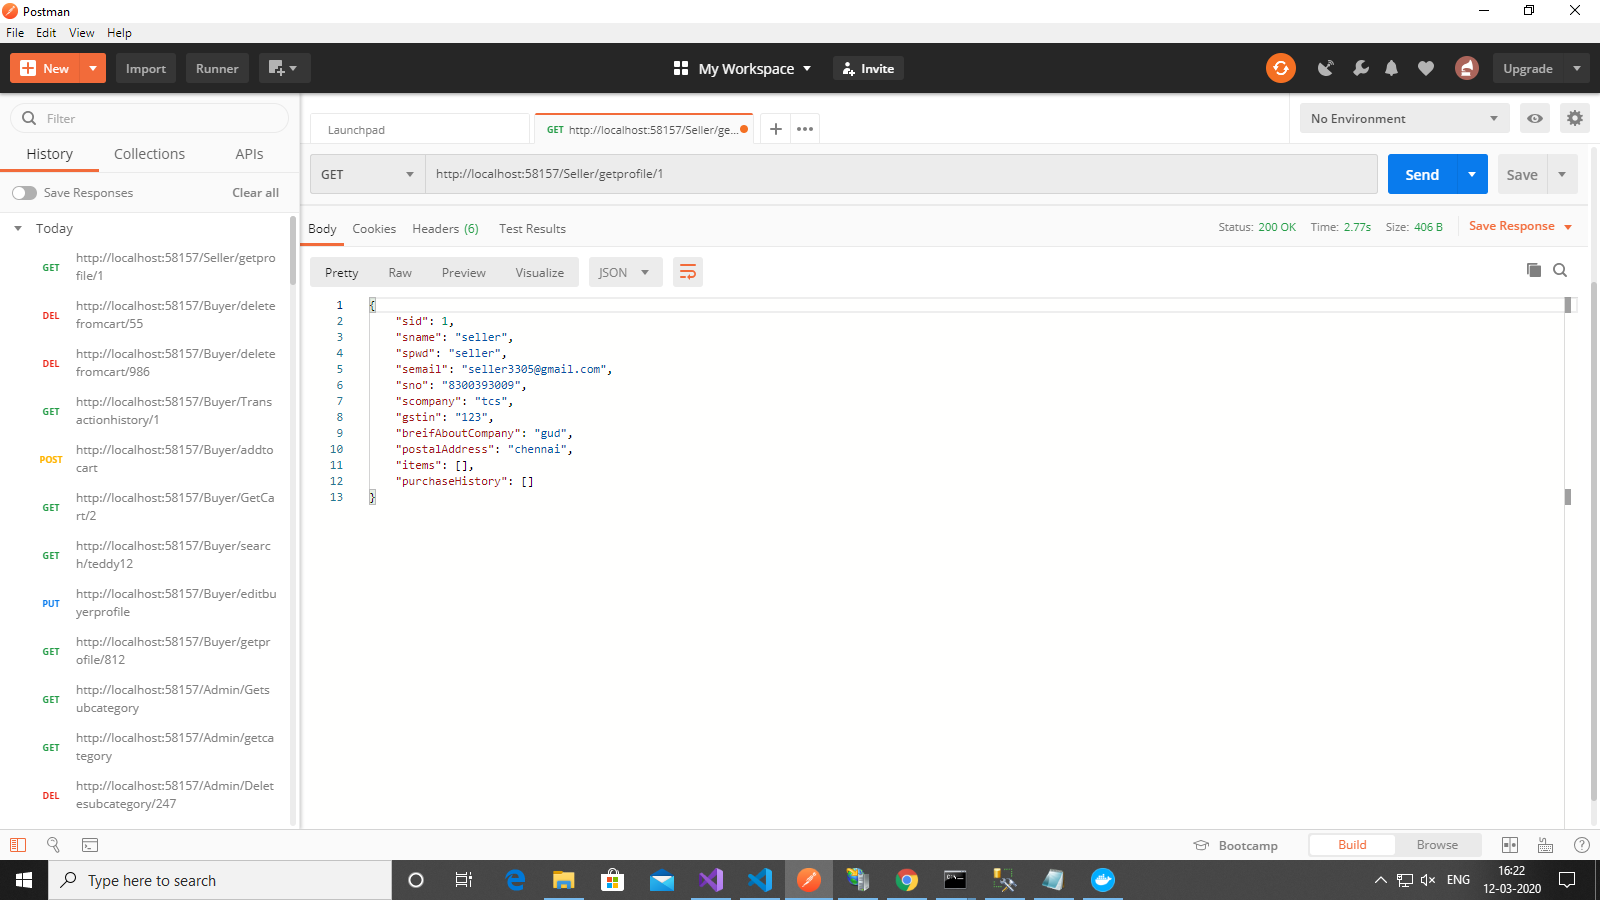 Postman
File Edit View Help
New Import Runner My Workspace Invite Upgrade
Filter
History Collections APIs
Save Responses Clear all
Today
GET http://localhost:58157/Seller/getpro
file/1
DEL http://localhost:58157/Buyer/delete
fromcart/55
DEL http://localhost:58157/Buyer/delete
fromcart/986
GET http://localhost:58157/Buyer/Trans
actionhistory/1
POST http://localhost:58157/Buyer/addto
cart
GET http://localhost:58157/Buyer/GetCa
rt/2
GET http://localhost:58157/Buyer/searc
h/teddy12
PUT http://localhost:58157/Buyer/editbu
yerprofile
GET http://localhost:58157/Buyer/getpr
ofile/812
GET http://localhost:58157/Admin/Gets
ubcategory
GET http://localhost:58157/Admin/getca
tegory
DEL http://localhost:58157/Admin/Delet
esubcategory/247
Launchpad GET http://localhost:58157/Seller/ge... + ••• No Environment
GET http://localhost:58157/Seller/getprofile/1 Send Save
Body Cookies Headers (6) Test Results Status: 200 OK Time: 2.77s Size: 406 B Save Response
Pretty Raw Preview Visualize JSON
1 {
2 "sid": 1,
3 "sname": "seller",
4 "spwd": "seller",
5 "semail": "seller3305@gmail.com",
6 "sno": "8300393009",
7 "scompany": "tcs",
8 "gstin": "123",
9 "breifAboutCompany": "gud",
10 "postalAddress": "chennai",
11 "items": [],
12 "purchaseHistory": []
13 }
Bootcamp Build Browse
Type here to search ENG 16:22
12-03-2020